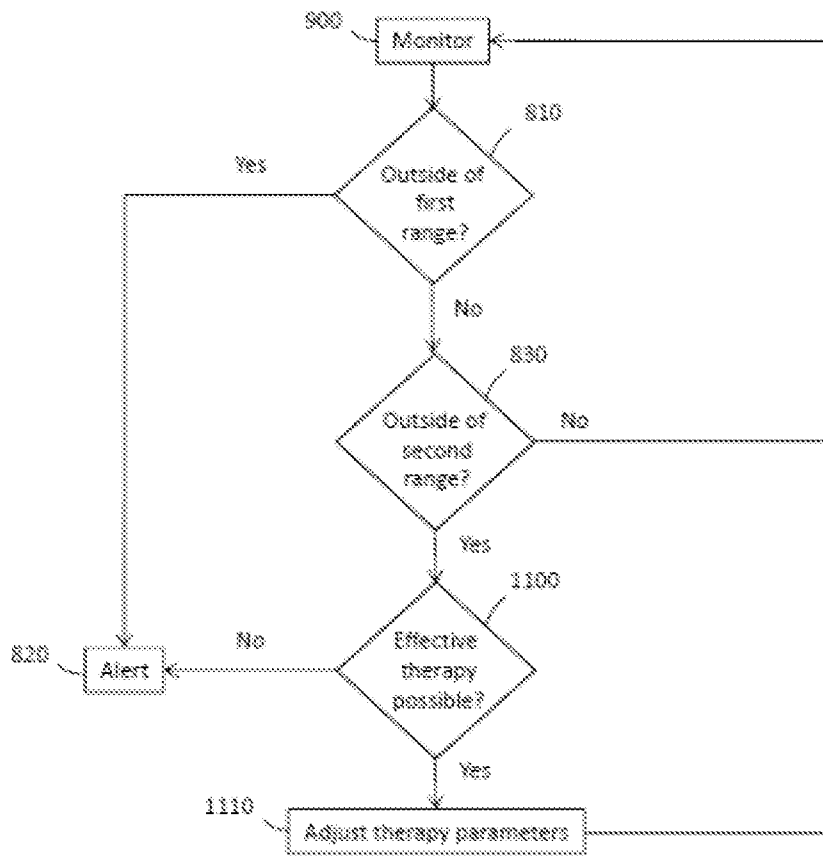 900
Monitor
810
Yes
Outside of
first
range?
No
830
Outside of
second
range?
No
Yes
1100
Effective
therapy
possible?
No
820
Alert
Yes
1110
Adjust therapy parameters